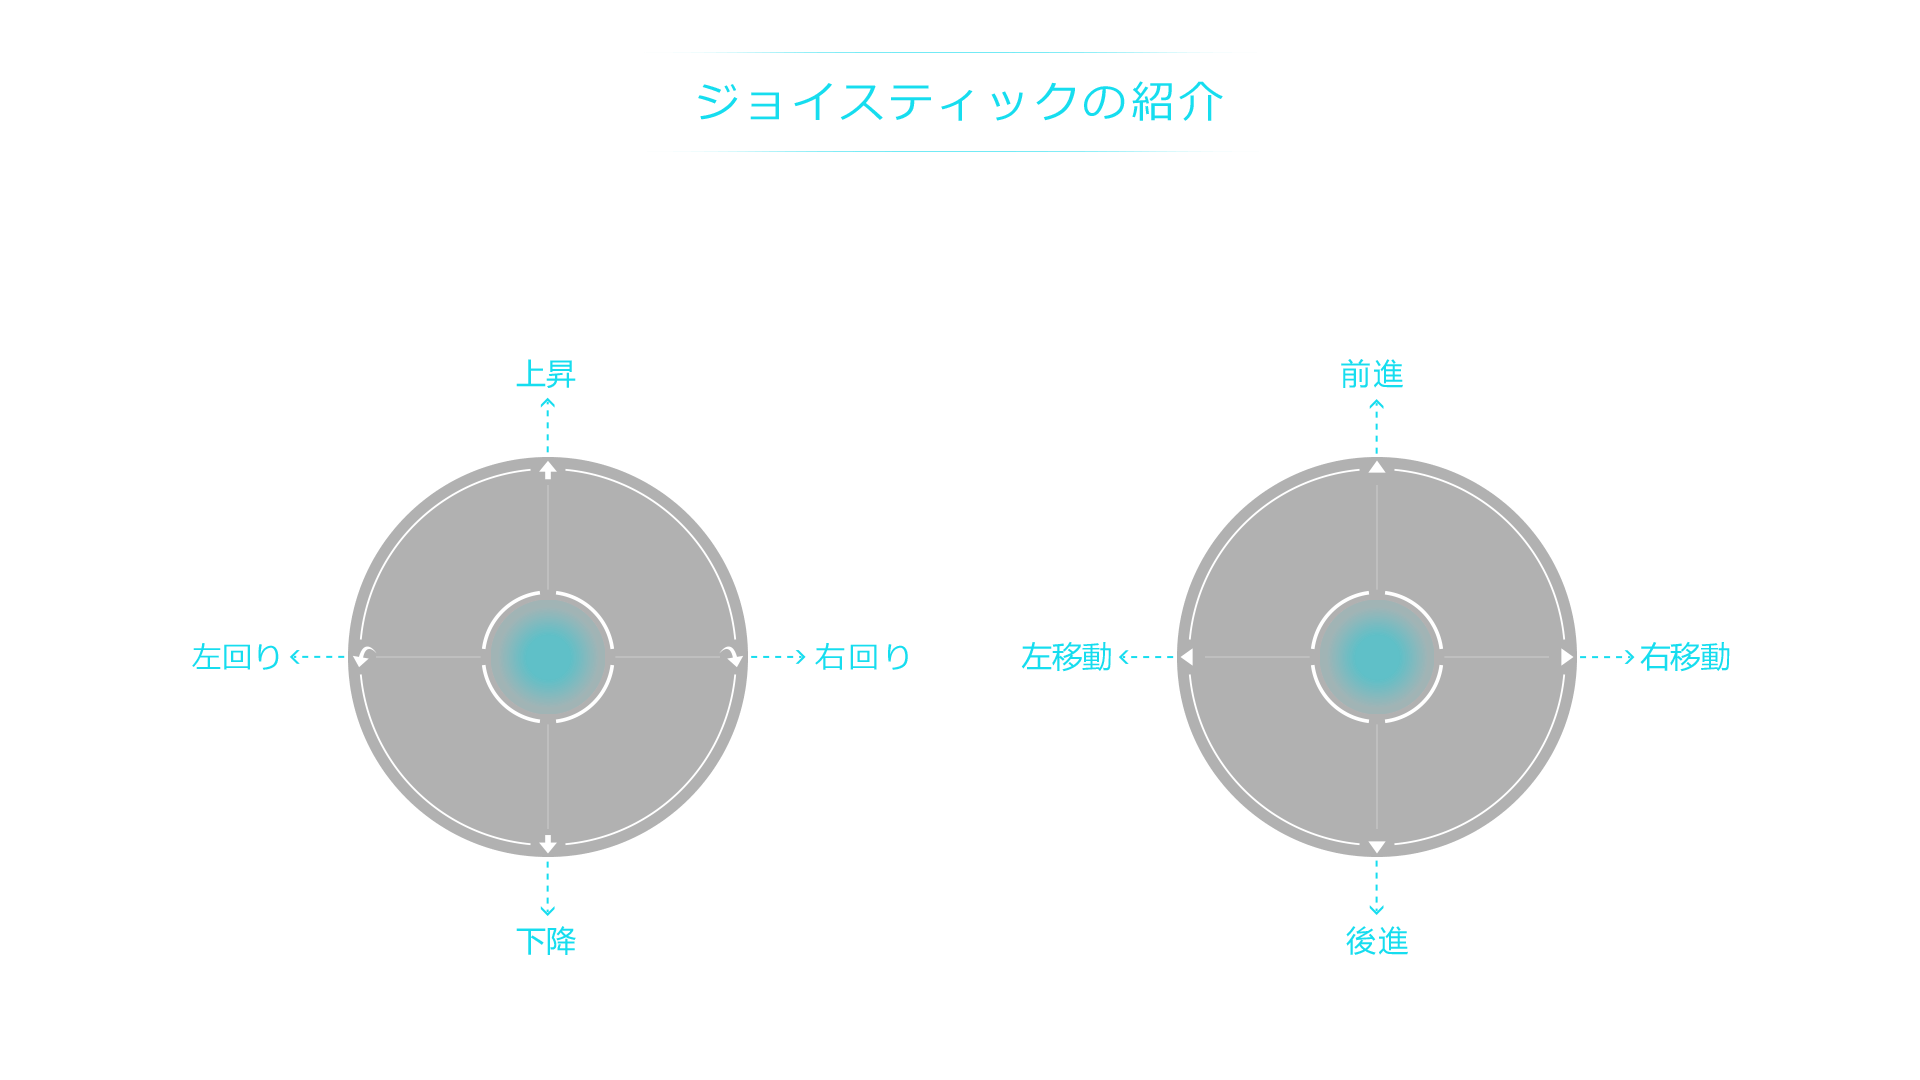 ジョイスティックの紹介
上昇
前進
左回り
右回り
左移動
右移動
下降
後進